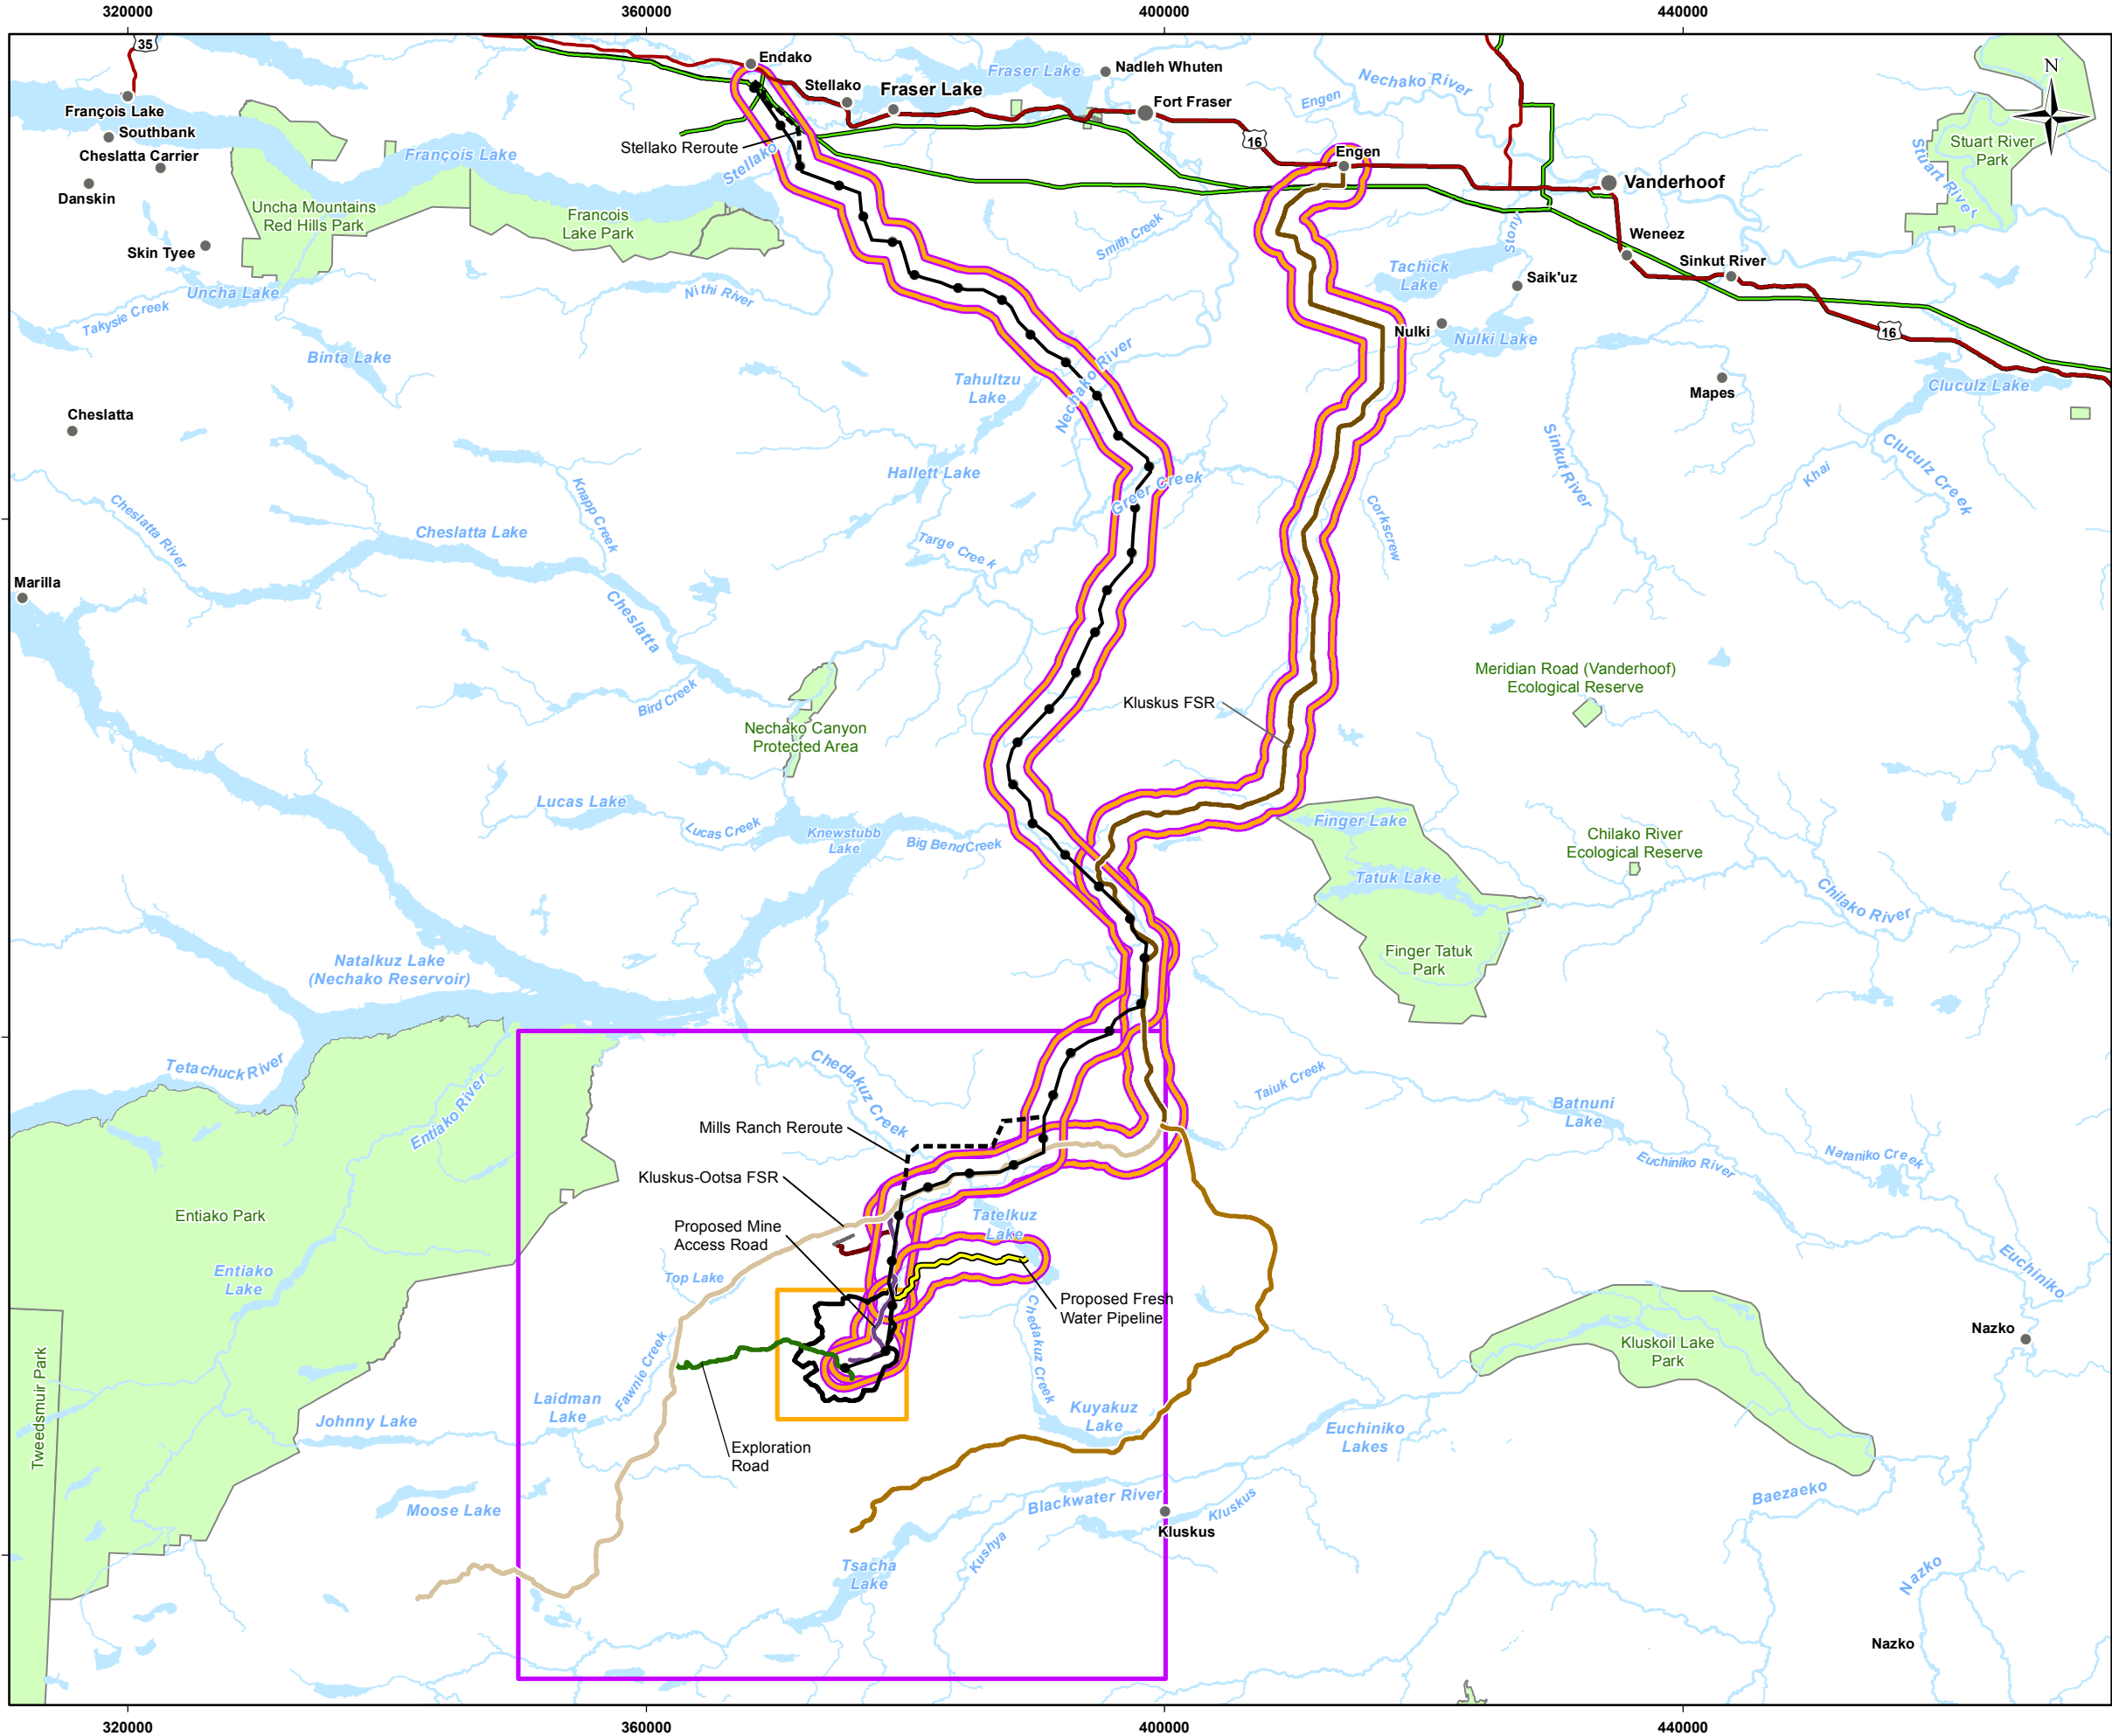 320000
360000
400000
440000
35
François Lake
Southbank
Cheslatta Carrier
Danskin
Skin Tyee
Uncha Mountains
Red Hills Park
François Lake
Francois
Lake Park
Uncha Lake
Takysie Creek
Binta Lake
Cheslatta
Endako
Stellako
Fraser Lake
Fraser Lake
Nadleh Whuten
Fort Fraser
Stellako Reroute
Stellako
Nithi River
Engen
Nechako River
16
Engen
Vanderhoof
Stuart River
Park
Stuart River
N
Smith Creek
Tachick
Lake
Stony
Weneez
Sinkut River
Saik'uz
Nulki
Nulki Lake
16
Mapes
Cluculz Lake
Cluculz Creek
Khai
Sinkut River
Tahultzu
Lake
Nechako River
Hallett Lake
Greer Creek
Corkscrew
Targe Creek
Knapp Creek
Cheslatta River
Cheslatta Lake
Cheslatta
Marilla
Bird Creek
Nechako Canyon
Protected Area
Kluskus FSR
Meridian Road (Vanderhoof)
Ecological Reserve
Lucas Lake
Lucas Creek
Knewstubb
Lake
Big Bend Creek
Finger Lake
Tatuk Lake
Finger Tatuk
Park
Chilako River
Ecological Reserve
Chilako River
Natalkuz Lake
(Nechako Reservoir)
Tetachuck River
Entiako River
Entiako Park
Entiako
Lake
Tweedsmuir Park
Chedakuz Creek
Mills Ranch Reroute
Kluskus-Ootsa FSR
Proposed Mine
Access Road
Top Lake
Tatelkuz
Lake
Proposed Fresh
Water Pipeline
Chedakuz Creek
Fawnie Creek
Laidman
Lake
Johnny Lake
Moose Lake
Exploration
Road
Kuyakuz
Lake
Taiuk Creek
Batnuni
Lake
Euchiniko River
Nataniko Creek
Euchiniko
Nazko
Kluskoil Lake
Park
Euchiniko
Lakes
Blackwater River
Kluskus
Kluskus
Kushya
Tsacha
Lake
Baezaeko
Nazko
Nazko
320000
360000
400000
440000